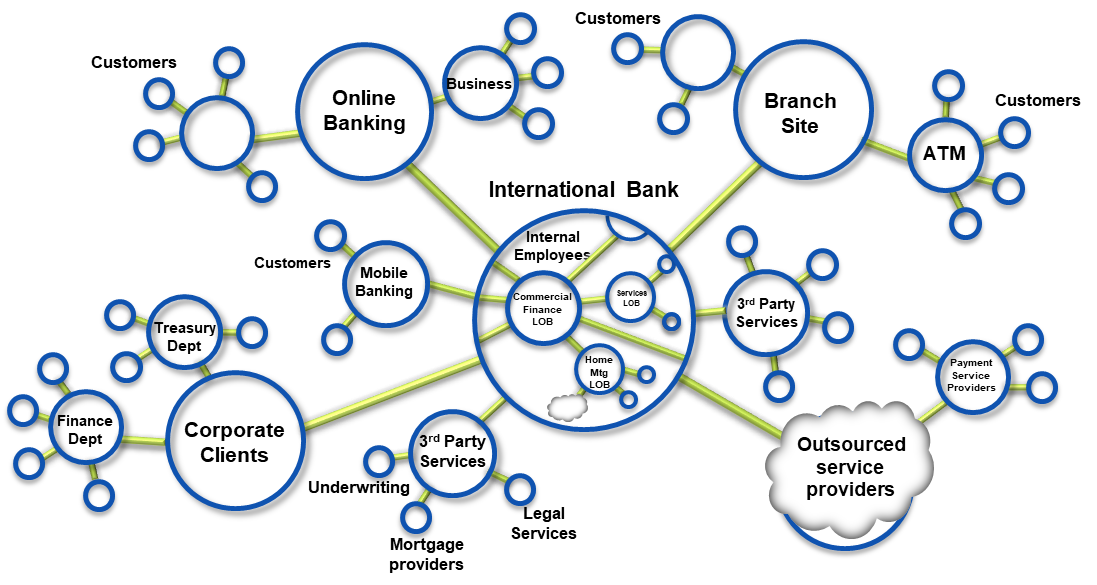 Customers
Online
Banking
Business
Customers
Branch
Site
Customers
ATM
International Bank
Internal
Employees
Customers
Mobile
Banking
Commercial
Finance
LOB
Services
LOB
Home
Mtg
LOB
3rd Party
Services
Treasury
Dept
Finance
Dept
Corporate
Clients
3rd Party
Services
Underwriting
Legal
Services
Mortgage
providers
Payment
Service
Providers
Outsourced
service
providers